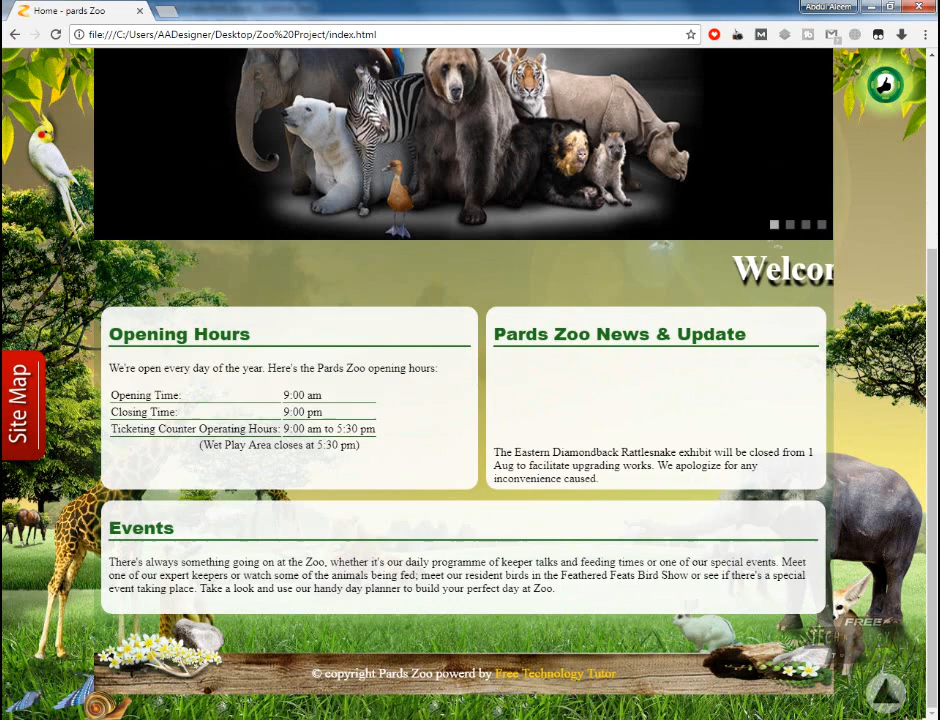 Home - pards Zoo
Abdul Aleem
file:///C:/Users/AADesigner/Desktop/Zoo%20Project/index.html
Welcor
Opening Hours
We're open every day of the year. Here's the Pards Zoo opening hours:
Opening Time: 9:00 am
Closing Time: 9:00 pm
Ticketing Counter Operating Hours: 9:00 am to 5:30 pm
(Wet Play Area closes at 5:30 pm)
Pards Zoo News & Update
The Eastern Diamondback Rattlesnake exhibit will be closed from 1
Aug to facilitate upgrading works. We apologize for any
inconvenience caused.
Site Map
Events
There's always something going on at the Zoo, whether it's our daily programme of keeper talks and feeding times or one of our special events. Meet
one of our expert keepers or watch some of the animals being fed; meet our resident birds in the Feathered Feats Bird Show or see if there's a special
event taking place. Take a look and use our handy day planner to build your perfect day at Zoo.
FREE
© copyright Pards Zoo powerd by Free Technology Tutor